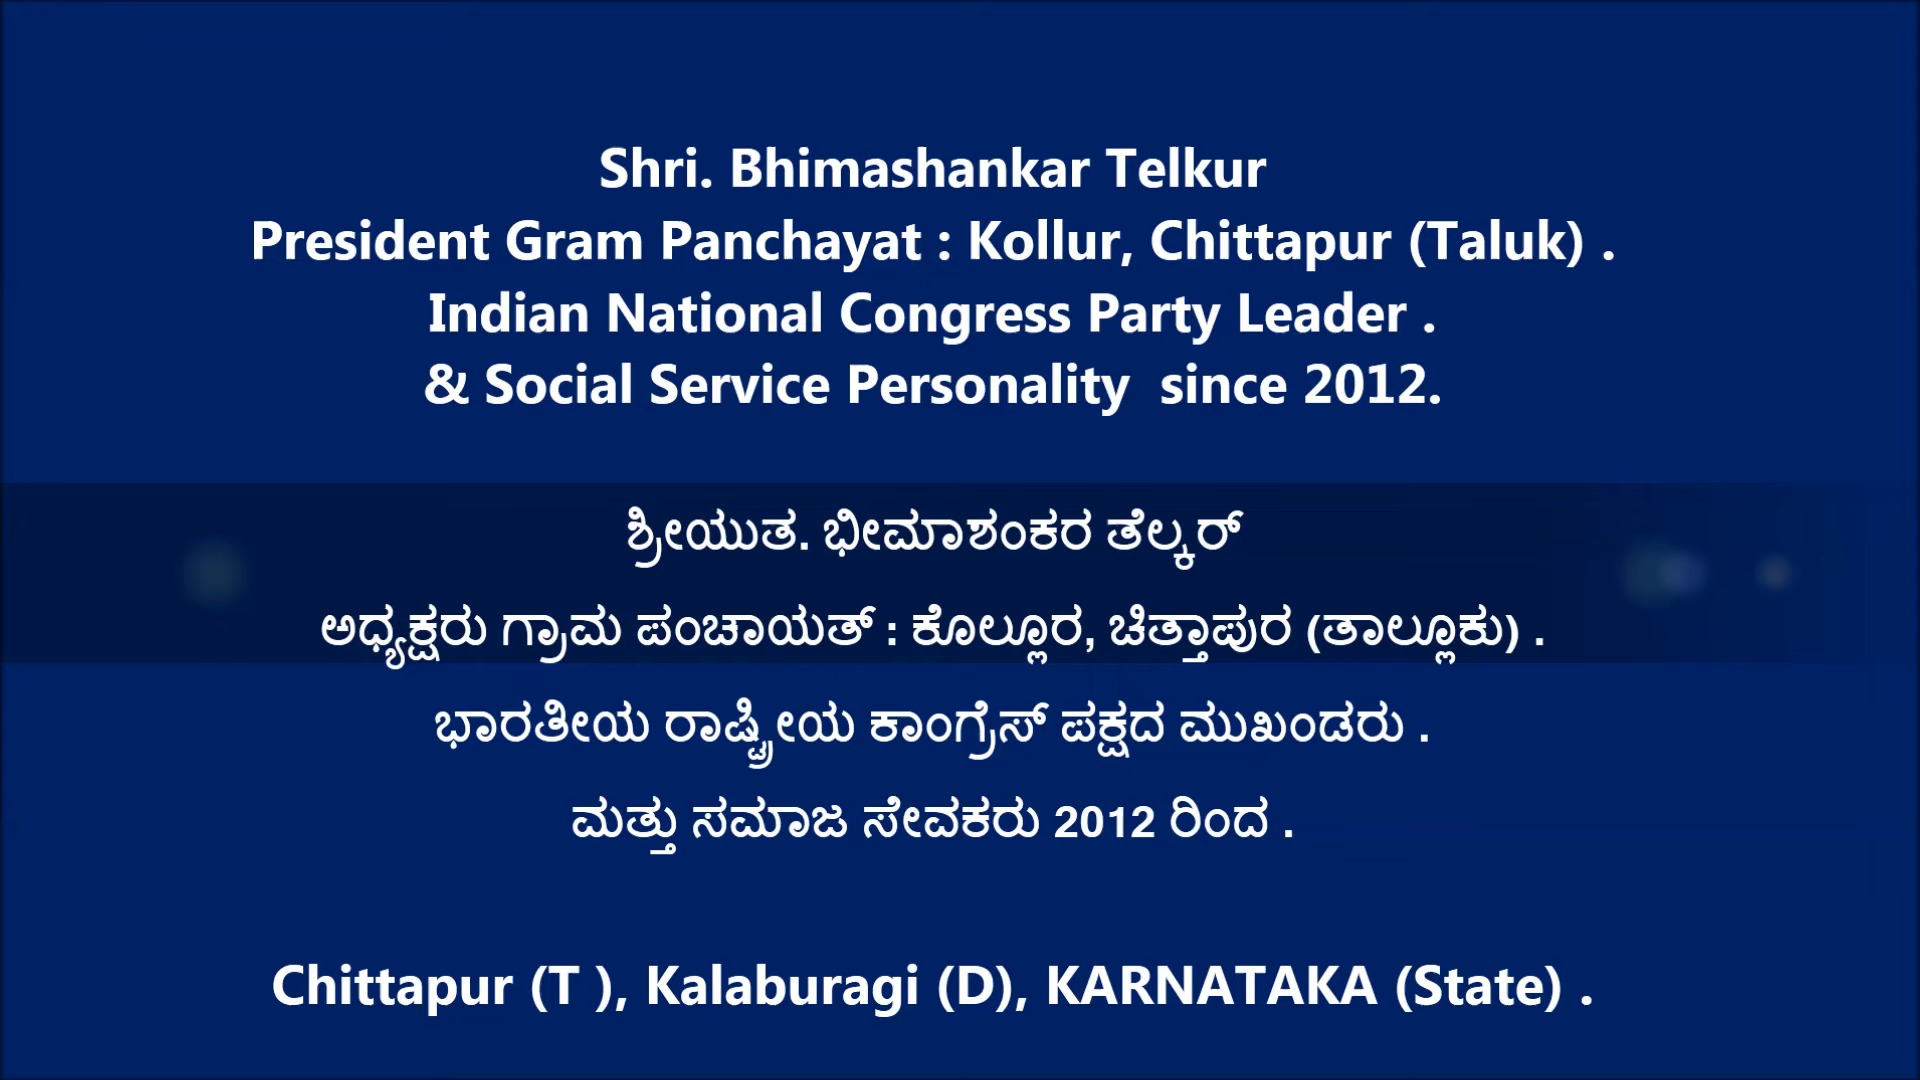 Shri. Bhimashankar Telkur
President Gram Panchayat : Kollur, Chittapur (Taluk) .
Indian National Congress Party Leader .
& Social Service Personality  since 2012.
ಶ್ರೀಯುತ. ಭೀಮಾಶಂಕರ ತೆಲ್ಕರ್
ಅಧ್ಯಕ್ಷರು ಗ್ರಾಮ ಪಂಚಾಯತ್ : ಕೊಲ್ಲೂರ, ಚಿತ್ತಾಪುರ (ತಾಲ್ಲೂಕು) .
ಭಾರತೀಯ ರಾಷ್ಟ್ರೀಯ ಕಾಂಗ್ರೆಸ್ ಪಕ್ಷದ ಮುಖಂಡರು .
ಮತ್ತು ಸಮಾಜ ಸೇವಕರು 2012 ರಿಂದ .
Chittapur (T ), Kalaburagi (D), KARNATAKA (State) .